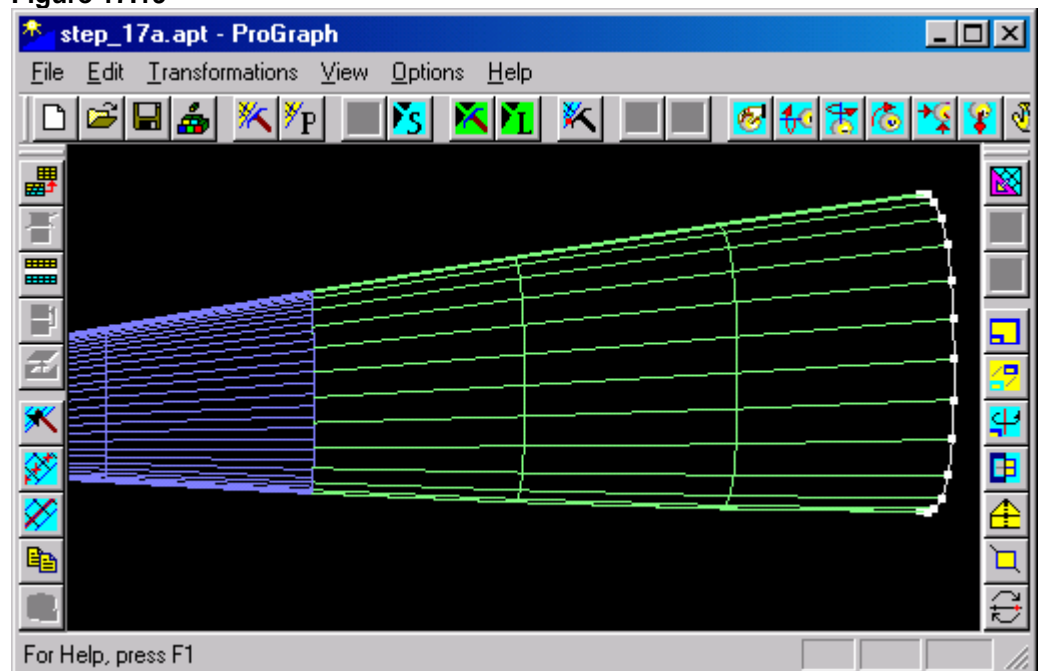 step_17a.apt - ProGraph
File Edit Transformations View Options Help
P S L
For Help, press F1